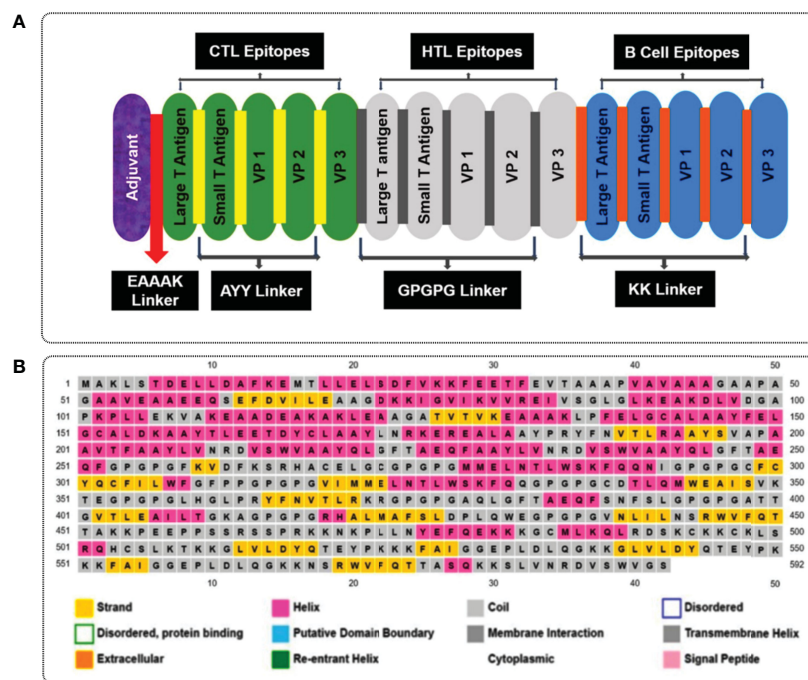 A
CTL Epitopes HTL Epitopes B Cell Epitopes
Adjuvant Large T Antigen Small T Antigen VP 1 VP 2 VP 3 Large T antigen Small T Antigen VP 1 VP 2 VP 3 Large T Antigen Small T Antigen VP 1 VP 2 VP 3
EAAAK Linker AYY Linker GPGPG Linker KK Linker
B
10 20 30 40 50
1 M A K L S T D E L L D A F K E M T L L E L S D F V K K F E E T F E V T A A A P V A V A A A G A A P A 50
51 G A A V E A A E E Q S E F D V I L E A A G D K K I G V I K V V R E I V S G L G L K E A K D L V D G A 100
101 P K P L L E K V A K E A A D E A K A K L E A A G A T V T V K E A A A K L P F E L G C A L A A Y F E L 150
151 G C A L D K A A Y T L E E T D Y C L A A Y L N R K E R E A L A A Y P R Y F N V T L R A A Y S V A P A 200
201 A V T F A A Y L V N R D V S W V A A Y Q L G F T A E Q F A A Y L V N R D V S W V A A Y Q L G F T A E 250
251 Q F G P G P G F K V D F K S R H A C E L G C G P G P G M M E L N T L W S K F Q Q N I G P G P G C F C 300
301 Y Q C F I L W F G F P P G P G P G V I M M E L N T L W S K F Q Q G P G P G C D T L Q M W E A I S V K 350
351 T E G P G P G L H G L P R Y F N V T L R K R G P G P G A Q L G F T A E Q F S N F S L G P G P G A T T 400
401 G V T L E A I L T G K A G P G P G R H A L M A F S L D P L Q W E G P G P G V N L I L N S R W V F Q T 450
451 T A K K P E E P P S S R S S P R K K N K P L L N Y E F Q E K K G C M L K Q L R D S K C K K C K L S 500
501 R Q H C S L K T K K G L V L D Y Q T E Y P K K K F A I G G E P L D L Q G K K G L V L D Y Q T E Y P K 550
551 K K F A I G G E P L D L Q G K K N S R W V F Q T T A S Q K K S L V N R D V S W V G S 592
10 20 30 40 50
Strand Helix Coil Disordered
Disordered, protein binding Putative Domain Boundary Membrane Interaction Transmembrane Helix
Extracellular Re-entrant Helix Cytoplasmic Signal Peptide